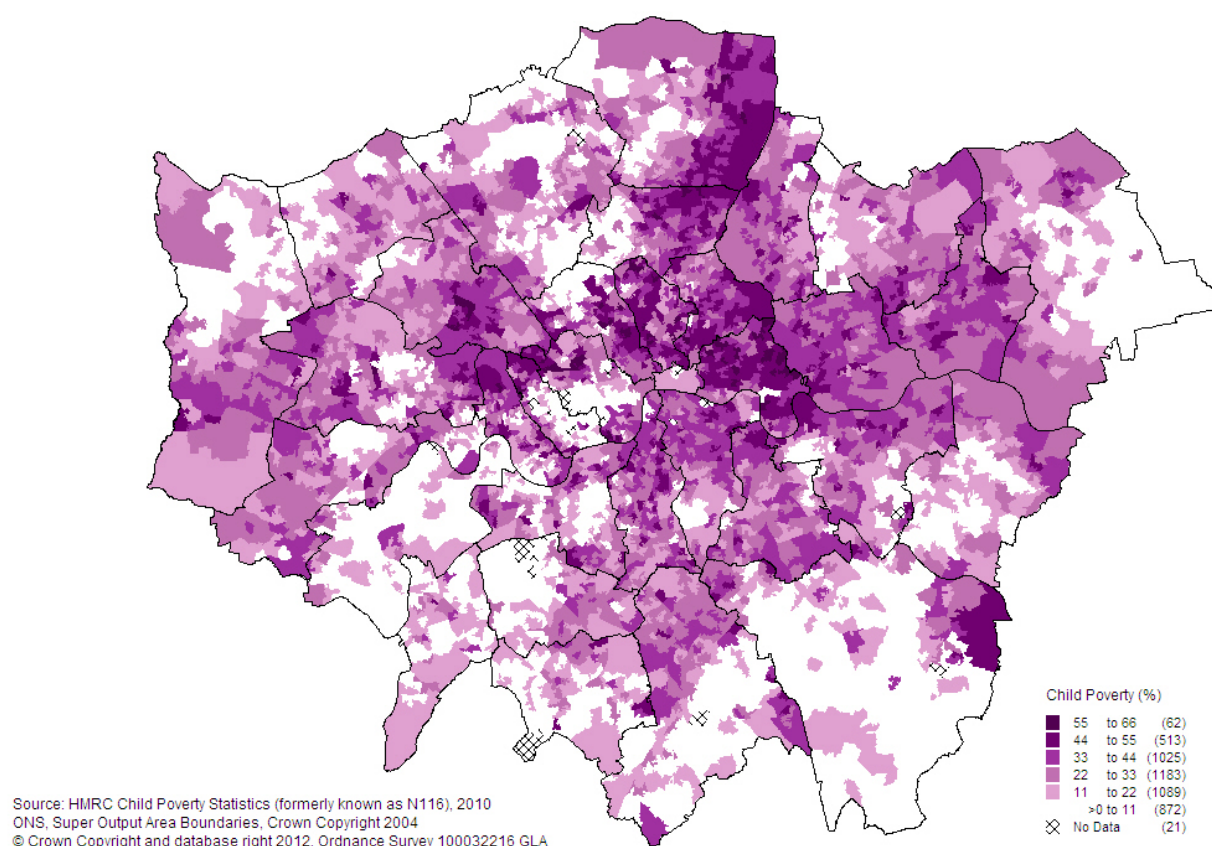 Child Poverty (%)
55 to 66 (62)
44 to 55 (513)
33 to 44 (1025)
22 to 33 (1183)
11 to 22 (1089)
>0 to 11 (872)
No Data (21)
Source: HMRC Child Poverty Statistics (formerly known as N116), 2010
ONS, Super Output Area Boundaries, Crown Copyright 2004
© Crown Copyright and database right 2012. Ordnance Survey 100032216 GLA